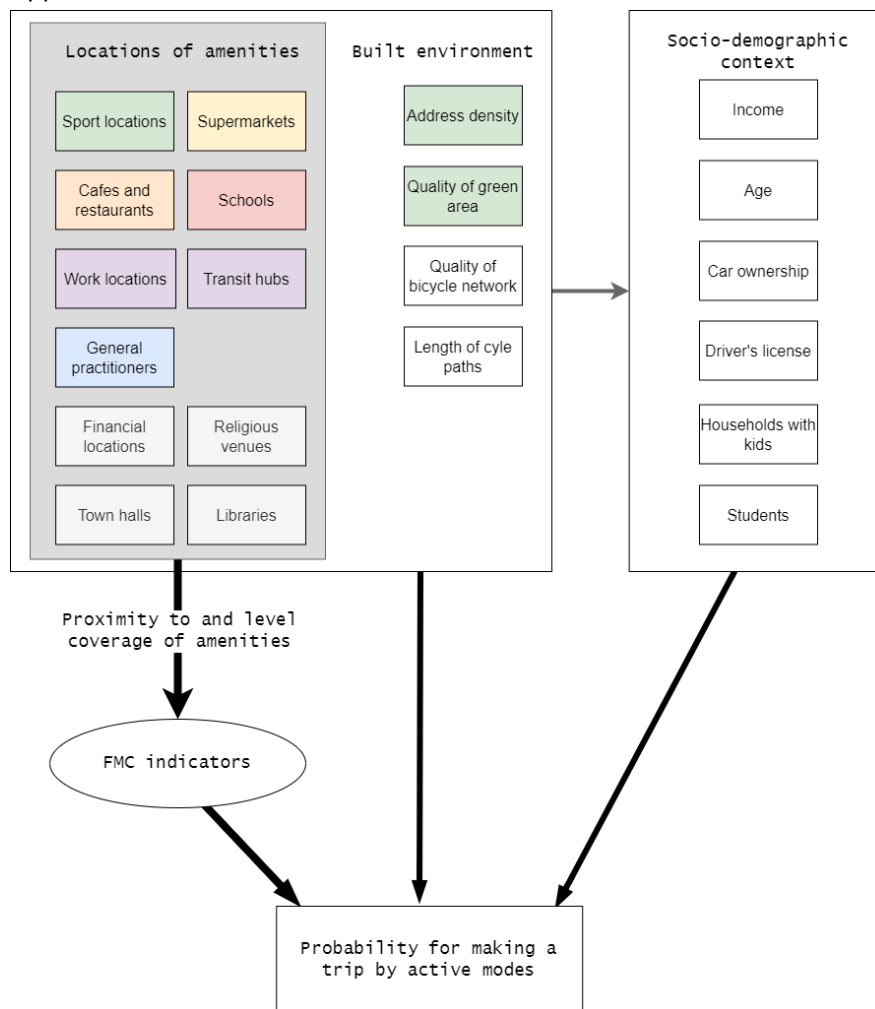 Locations of amenities
Built environment
Socio-demographic
context
Sport locations
Supermarkets
Cafes and
restaurants
Schools
Work locations
Transit hubs
General
practitioners
Financial
locations
Religious
venues
Town halls
Libraries
Address density
Quality of green
area
Quality of
bicycle network
Length of cyle
paths
Income
Age
Car ownership
Driver's license
Households with
kids
Students
Proximity to and level
coverage of amenities
FMC indicators
Probability for making a
trip by active modes